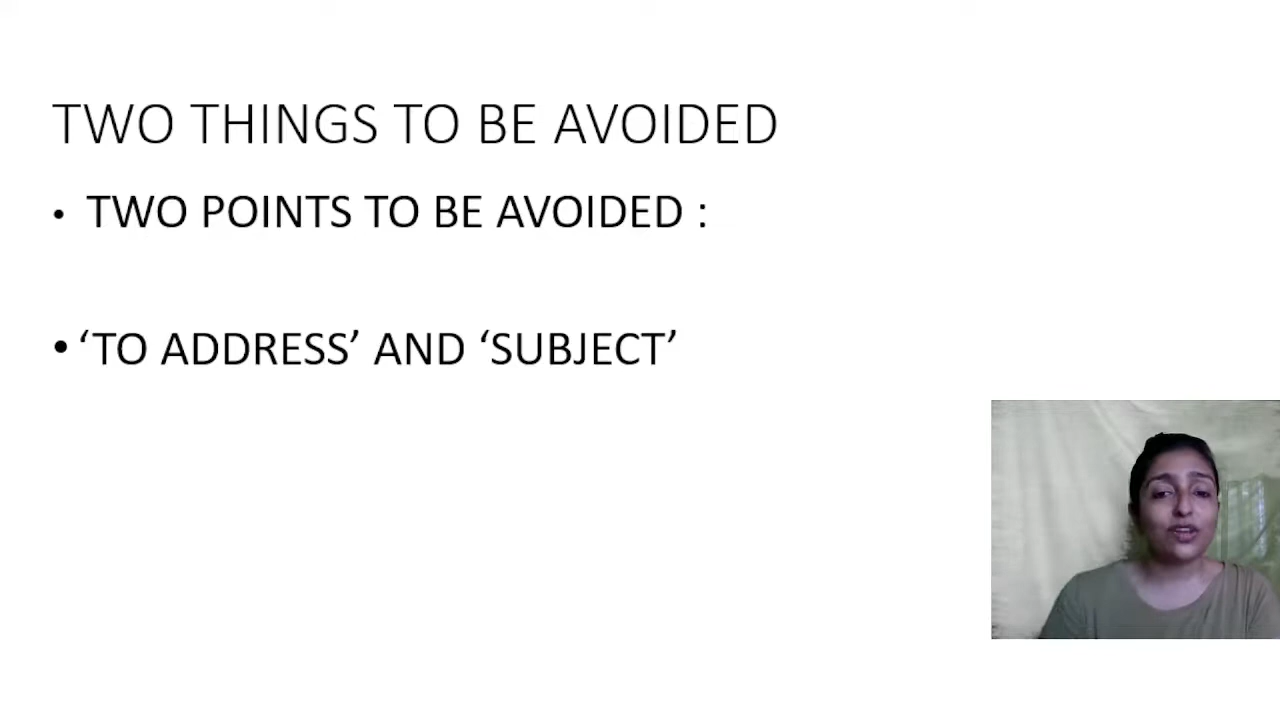 TWO THINGS TO BE AVOIDED
• TWO POINTS TO BE AVOIDED :
• ‘TO ADDRESS’ AND ‘SUBJECT’